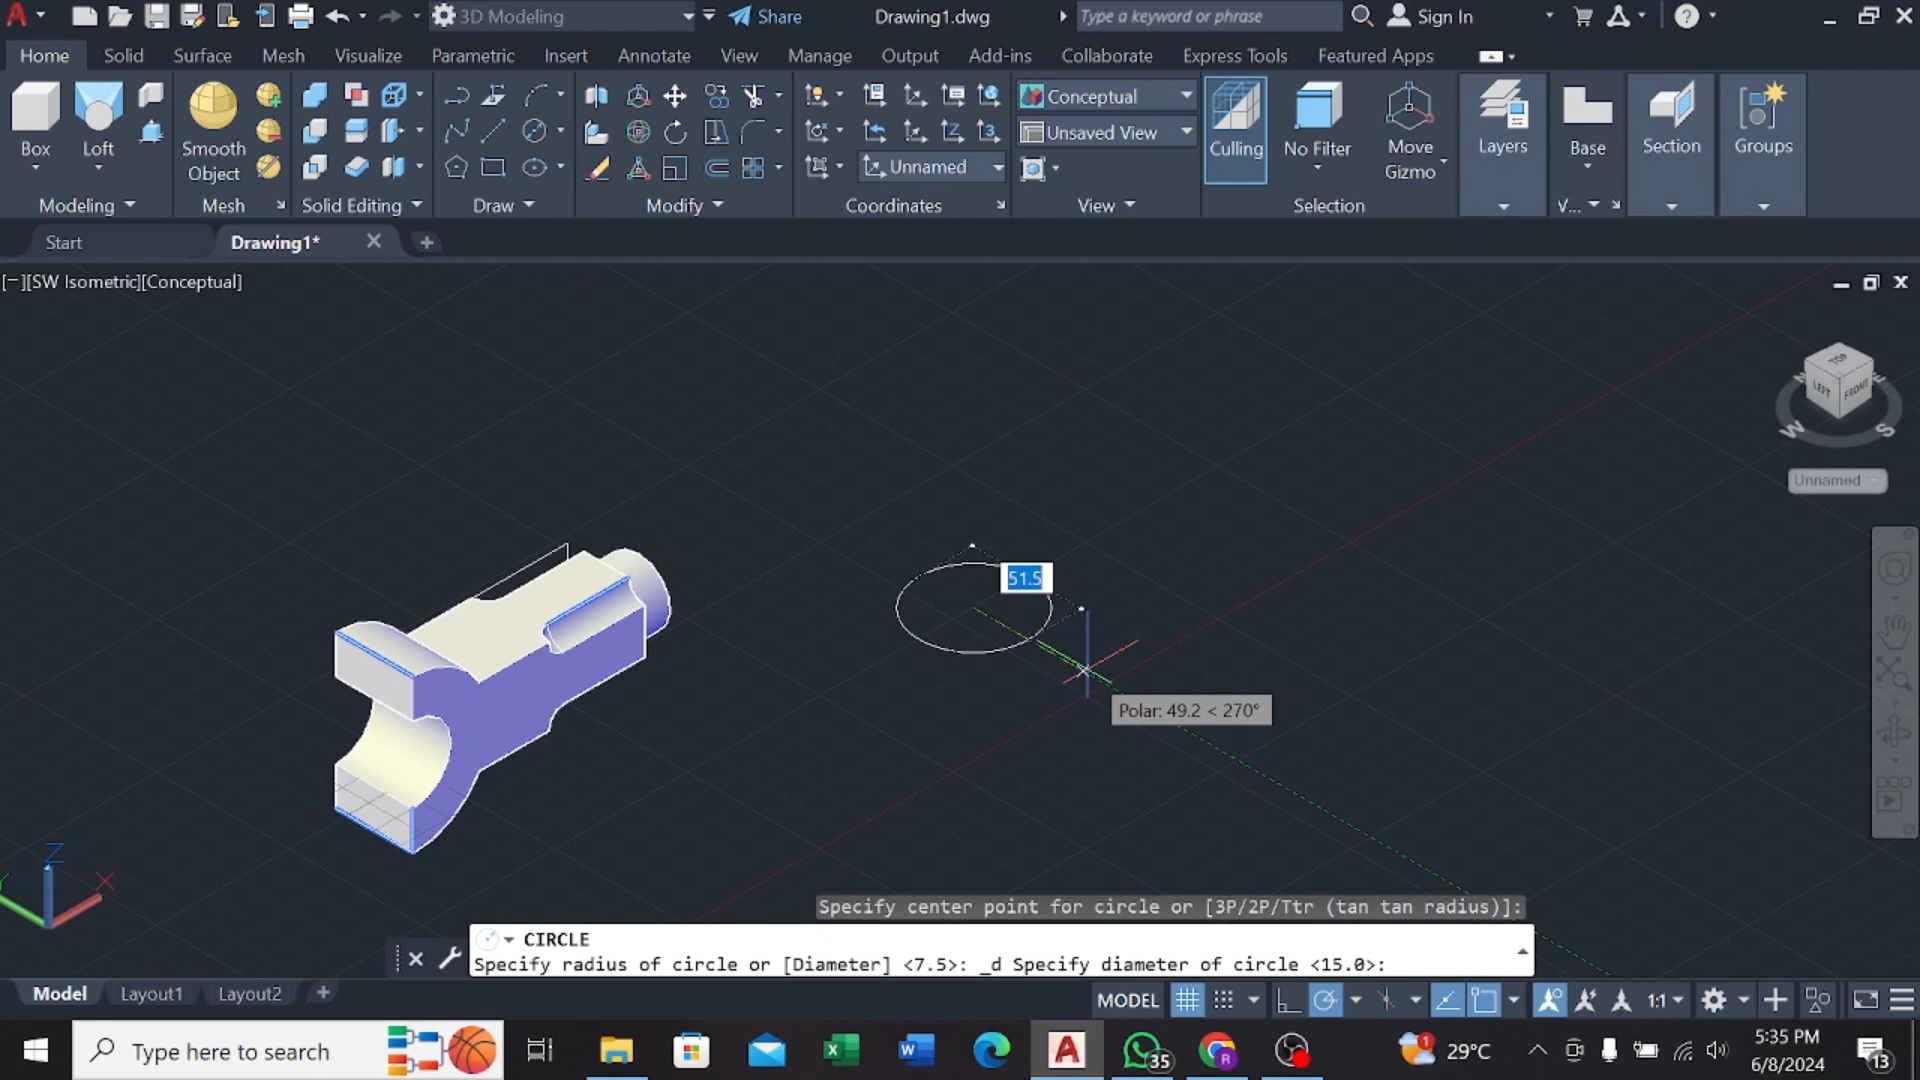 3D Modeling
Share
Drawing1.dwg
Type a keyword or phrase
Sign In
Home
Solid
Surface
Mesh
Visualize
Parametric
Insert
Annotate
View
Manage
Output
Add-ins
Collaborate
Express Tools
Featured Apps
Box
Loft
Smooth
Object
Conceptual
Unsaved View
Unnamed
Culling
No Filter
Move
Gizmo
Layers
Base
Section
Groups
Modeling
Mesh
Solid Editing
Draw
Modify
Coordinates
View
Selection
V...
Start
Drawing1*
[−][SW Isometric][Conceptual]
TOP
LEFT
FRONT
W
S
Unnamed
51.5
Polar: 49.2 < 270°
Z
X
Y
Specify center point for circle or [3P/2P/Ttr (tan tan radius)]:
CIRCLE
Specify radius of circle or [Diameter] <7.5>: _d Specify diameter of circle <15.0>:
Model
Layout1
Layout2
MODEL
1:1
Type here to search
35
R
29°C
5:35 PM
6/8/2024
13